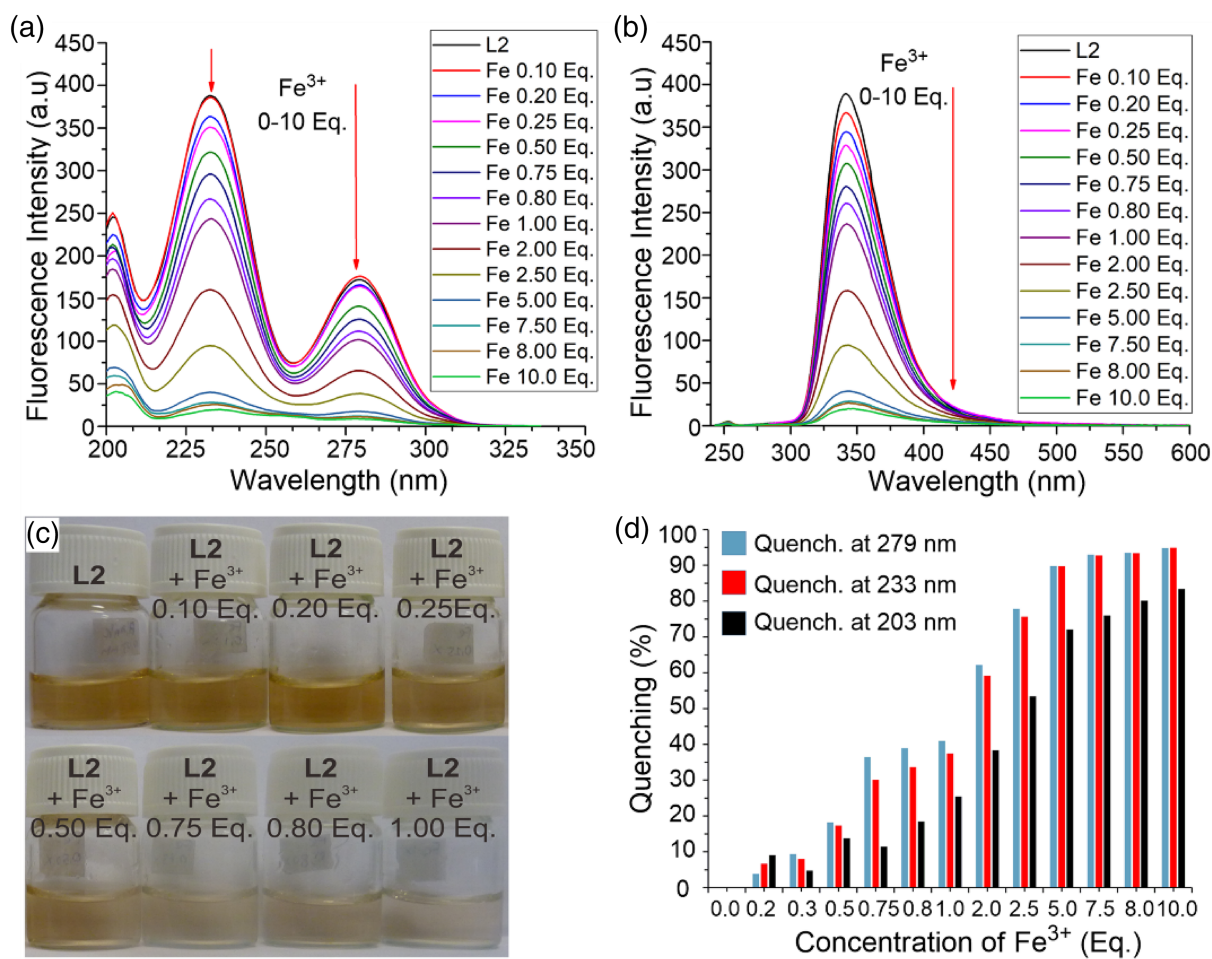 (a)
450
400
350
300
250
200
150
100
50
0
Fluorescence Intensity (a.u)
200 225 250 275 300 325 350
Wavelength (nm)
Fe³⁺
0-10 Eq.
L2
Fe 0.10 Eq.
Fe 0.20 Eq.
Fe 0.25 Eq.
Fe 0.50 Eq.
Fe 0.75 Eq.
Fe 0.80 Eq.
Fe 1.00 Eq.
Fe 2.00 Eq.
Fe 2.50 Eq.
Fe 5.00 Eq.
Fe 7.50 Eq.
Fe 8.00 Eq.
Fe 10.0 Eq.
(b)
450
400
350
300
250
200
150
100
50
0
Fluorescence Intensity (a.u)
250 300 350 400 450 500 550 600
Wavelength (nm)
Fe³⁺
0-10 Eq.
L2
Fe 0.10 Eq.
Fe 0.20 Eq.
Fe 0.25 Eq.
Fe 0.50 Eq.
Fe 0.75 Eq.
Fe 0.80 Eq.
Fe 1.00 Eq.
Fe 2.00 Eq.
Fe 2.50 Eq.
Fe 5.00 Eq.
Fe 7.50 Eq.
Fe 8.00 Eq.
Fe 10.0 Eq.
(c)
L2
L2
+ Fe³⁺
0.10 Eq.
L2
+ Fe³⁺
0.20 Eq.
L2
+ Fe³⁺
0.25Eq.
L2
+ Fe³⁺
0.50 Eq.
L2
+ Fe³⁺
0.75 Eq.
L2
+ Fe³⁺
0.80 Eq.
L2
+ Fe³⁺
1.00 Eq.
(d)
100
90
80
70
60
50
40
30
20
10
0
Quenching (%)
Quench. at 279 nm
Quench. at 233 nm
Quench. at 203 nm
0.0 0.2 0.3 0.5 0.75 0.8 1.0 2.0 2.5 5.0 7.5 8.0 10.0
Concentration of Fe³⁺ (Eq.)